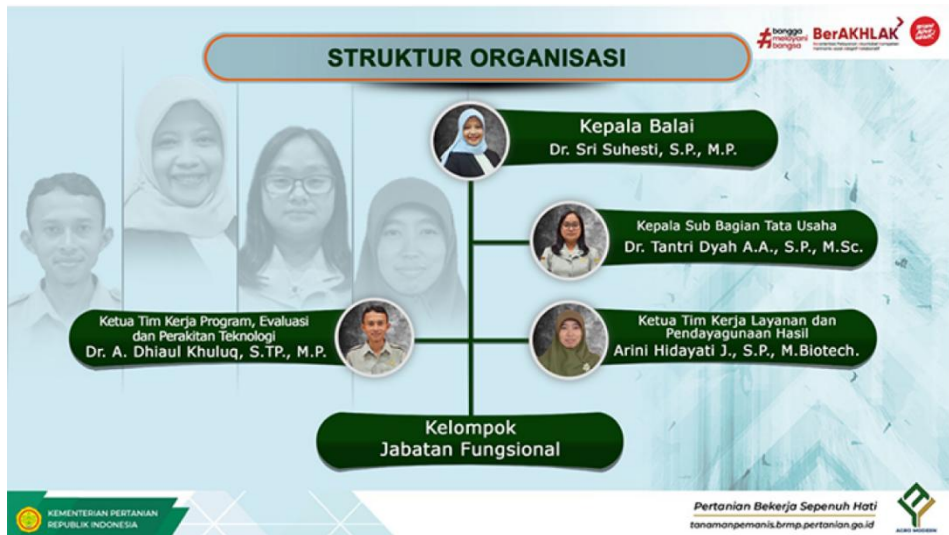 STRUKTUR ORGANISASI
#bangga
melayani
bangsa
BerAKHLAK
Kepala Balai
Dr. Sri Suhesti, S.P., M.P.
Kepala Sub Bagian Tata Usaha
Dr. Tantri Dyah A.A., S.P., M.Sc.
Ketua Tim Kerja Program, Evaluasi
dan Perakitan Teknologi
Dr. A. Dhiaul Khuluq, S.TP., M.P.
Ketua Tim Kerja Layanan dan
Pendayagunaan Hasil
Arini Hidayati J., S.P., M.Biotech.
Kelompok
Jabatan Fungsional
KEMENTERIAN PERTANIAN
REPUBLIK INDONESIA
Pertanian Bekerja Sepenuh Hati
tanamanpemanis.brmp.pertanian.go.id
AGRO MODERN